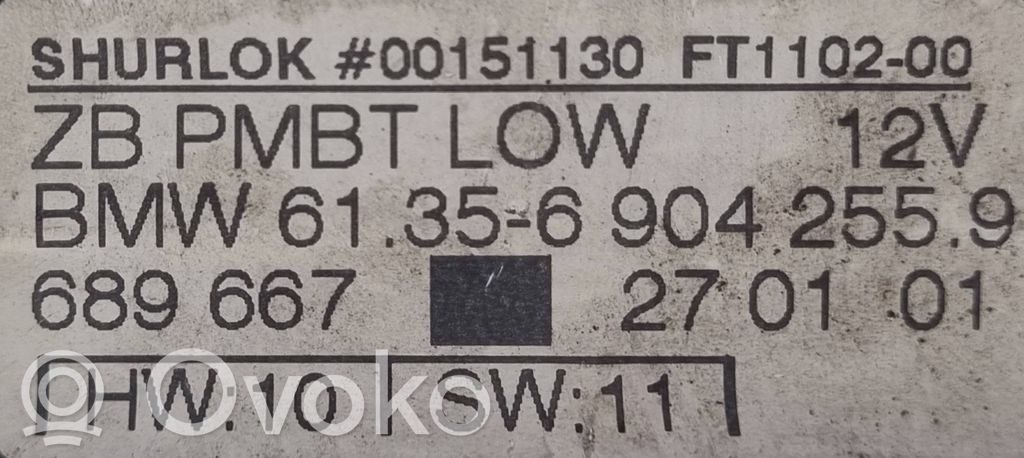 SHURLOK #00151130 FT1102-00
ZB PMBT LOW 12V
BMW 61.35-6 904 255.9
689 667 27 01 01
HW:10 SW:11
Ovoko